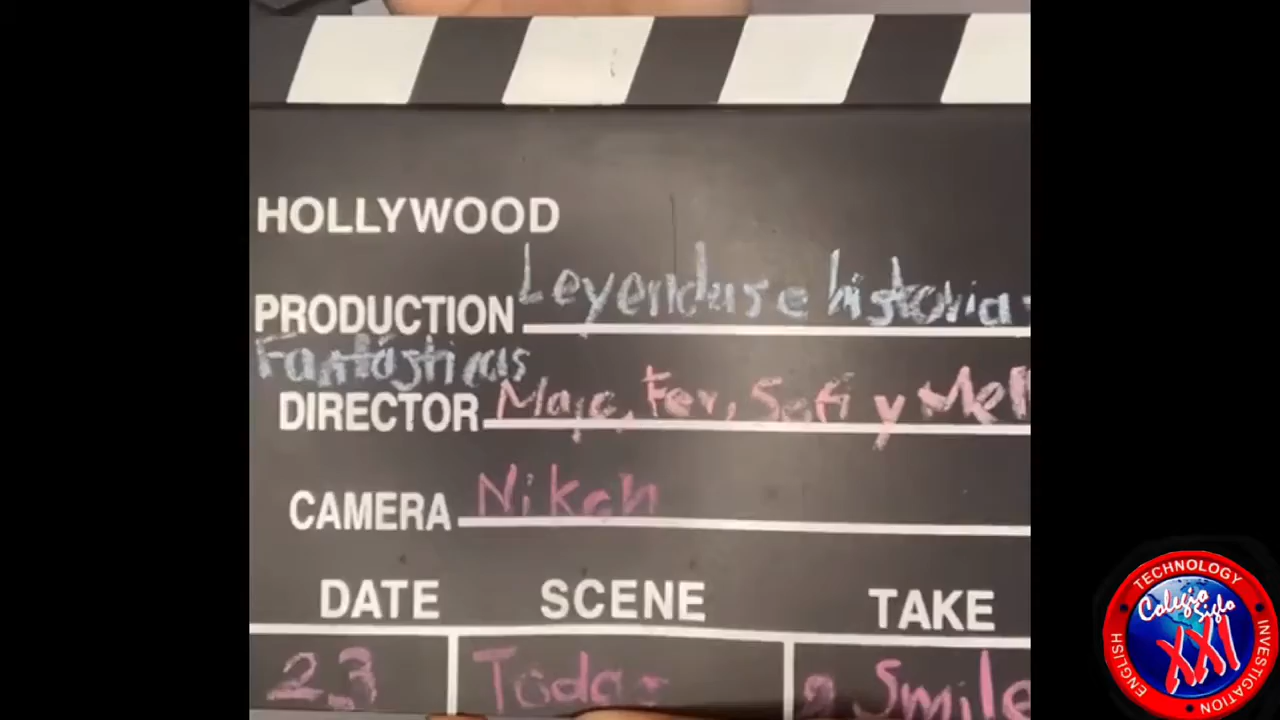 HOLLYWOOD
PRODUCTION Leyendas e historias
Fantásticas
DIRECTOR Maje, Fer, Sofi y Mel
CAMERA Nikon
DATE SCENE TAKE
23 Todas 2 Smile
TECHNOLOGY
Colegio
Siglo
XXI
ENGLISH
INVESTIGATION